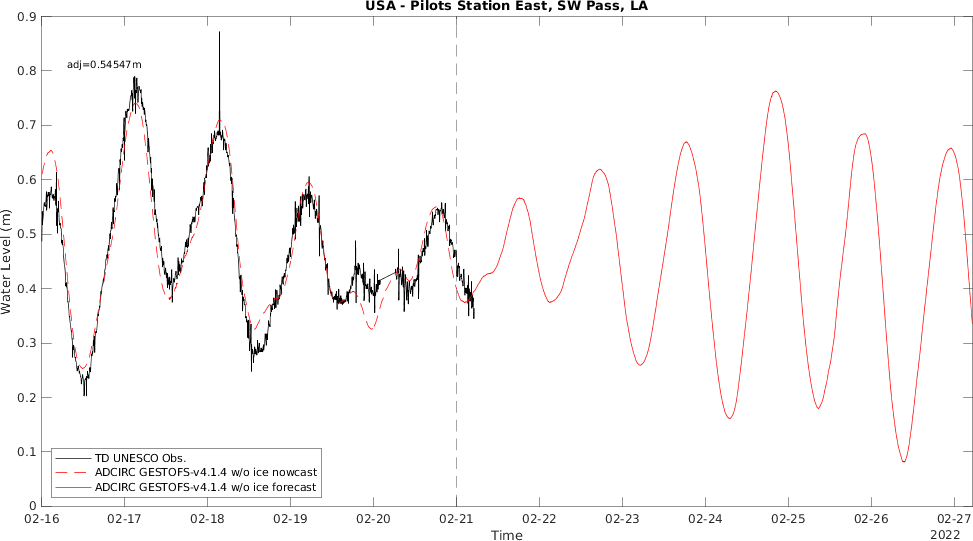 USA - Pilots Station East, SW Pass, LA
adj=0.54547m
0.9
0.8
0.7
0.6
0.5
0.4
0.3
0.2
0.1
0
Water Level (m)
TD UNESCO Obs.
ADCIRC GESTOFS-v4.1.4 w/o ice nowcast
ADCIRC GESTOFS-v4.1.4 w/o ice forecast
02-16 02-17 02-18 02-19 02-20 02-21 02-22 02-23 02-24 02-25 02-26 02-27
Time
2022